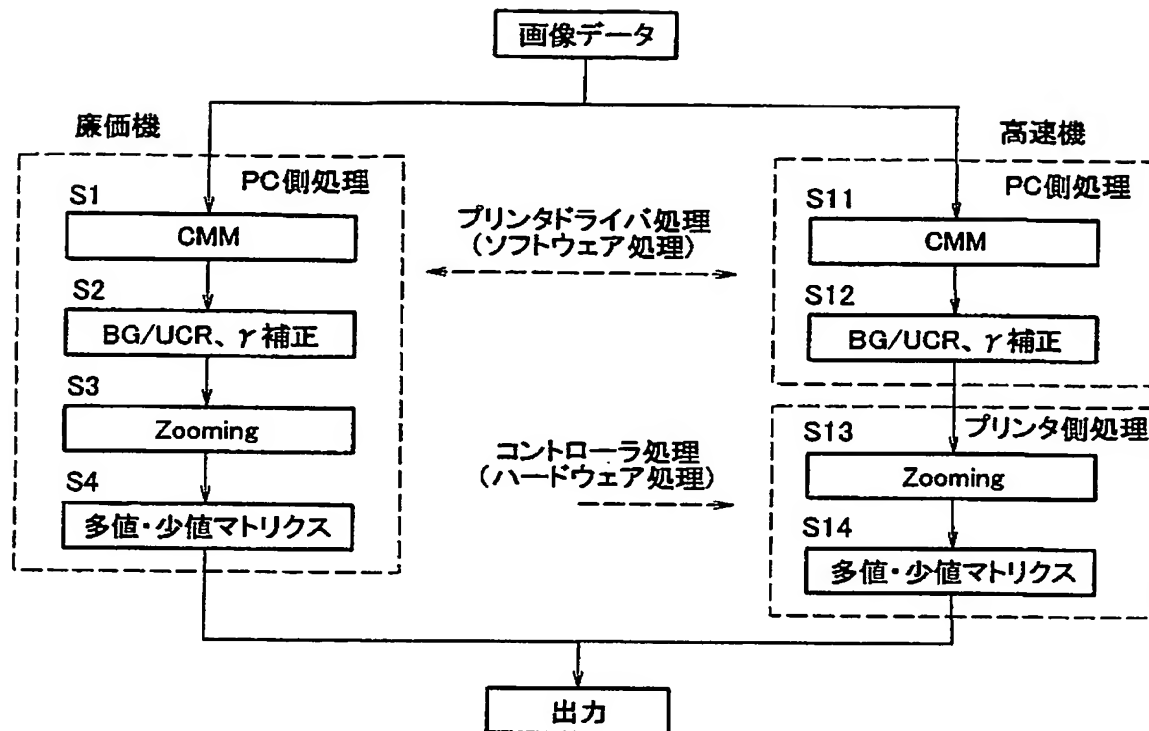 画像データ
廉価機
PC側処理
S1
CMM
S2
BG/UCR、γ補正
S3
Zooming
S4
多値・少値マトリクス
プリンタドライバ処理
(ソフトウェア処理)
コントローラ処理
(ハードウェア処理)
高速機
PC側処理
S11
CMM
S12
BG/UCR、γ補正
プリンタ側処理
S13
Zooming
S14
多値・少値マトリクス
出力